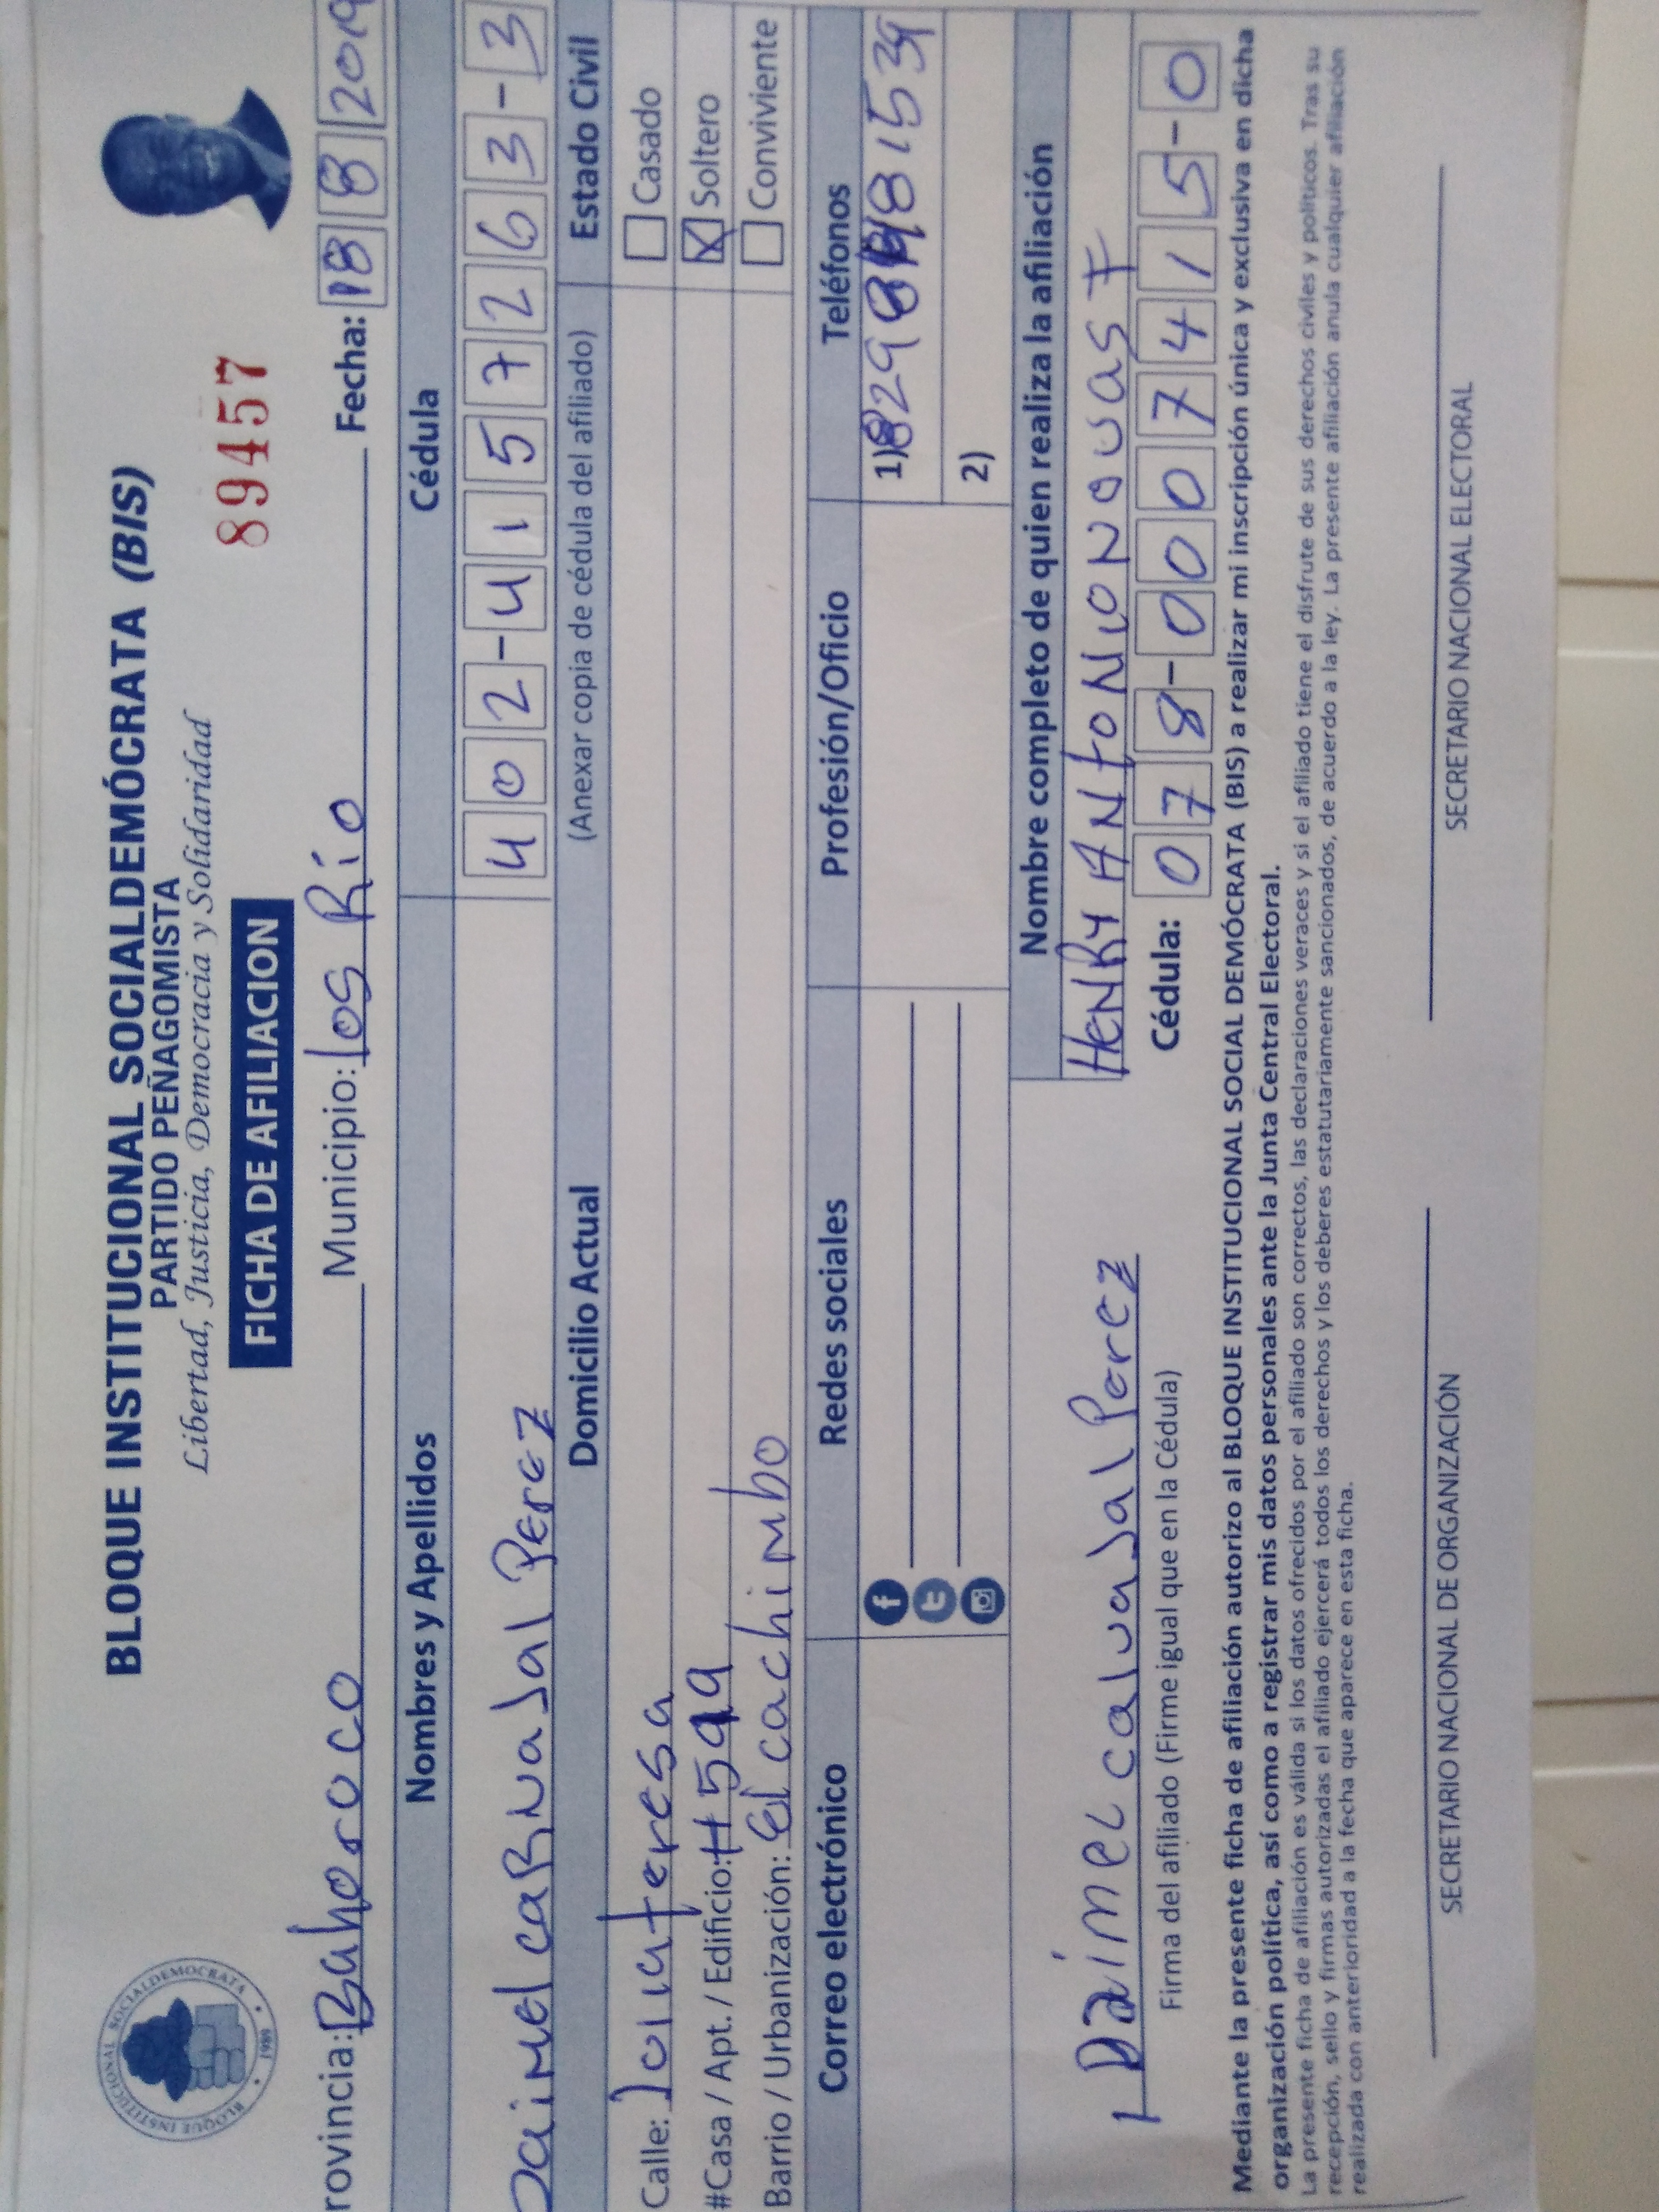 BLOQUE INSTITUCIONAL SOCIALDEMÓCRATA (BIS)
PARTIDO PEÑAGOMISTA
Libertad, Justicia, Democracia y Solidaridad
BLOQUE INSTITUCIONAL SOCIALDEMOCRATA
1989
FICHA DE AFILIACION
89457
rovincia: Bahoroco Municipio: los Río Fecha: 18 8 2019
Nombres y Apellidos Cédula
Daimel caRNaJal PErEZ 402-4157263-3
Domicilio Actual (Anexar copia de cédula del afiliado) Estado Civil
Calle: teresa
Casado
#Casa / Apt. / Edificio:
X Soltero
Barrio / Urbanización: El cachimbo
Conviviente
Correo electrónico Redes sociales Profesión/Oficio Teléfonos
f
1)
2)
Nombre completo de quien realiza la afiliación
HENRY ANtONIO
Daimel Perez
Cédula: 078-0007415-0
Firma del afiliado (Firme igual que en la Cédula)
Mediante la presente ficha de afiliación autorizo al BLOQUE INSTITUCIONAL SOCIAL DEMÓCRATA (BIS) a realizar mi inscripción única y exclusiva en dicha
organización política, así como a registrar mis datos personales ante la Junta Central Electoral.
La presente ficha de afiliación es válida si los datos ofrecidos por el afiliado son correctos, las declaraciones veraces y si el afiliado tiene el disfrute de sus derechos civiles y políticos. Tras su
recepción, sello y firmas autorizadas el afiliado ejercerá todos los derechos y los deberes estatutariamente sancionados, de acuerdo a la ley. La presente afiliación anula cualquier afiliación
realizada con anterioridad a la fecha que aparece en esta ficha.
SECRETARIO NACIONAL DE ORGANIZACIÓN SECRETARIO NACIONAL ELECTORAL